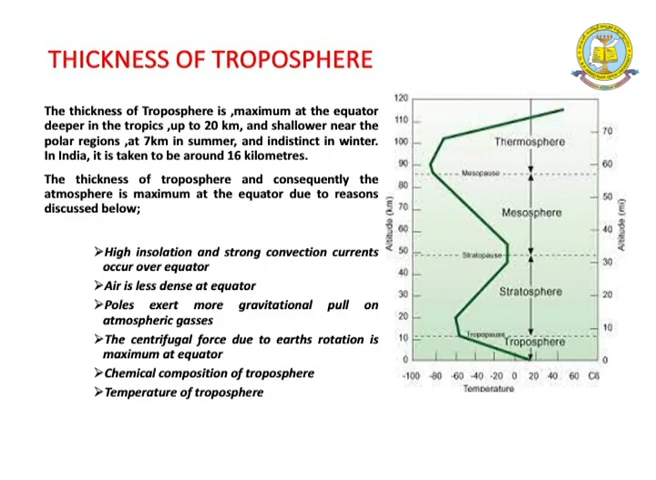 THICKNESS OF TROPOSPHERE
The thickness of Troposphere is ,maximum at the equator
deeper in the tropics ,up to 20 km, and shallower near the
polar regions ,at 7km in summer, and indistinct in winter.
In India, it is taken to be around 16 kilometres.
The thickness of troposphere and consequently the
atmosphere is maximum at the equator due to reasons
discussed below;
➢High insolation and strong convection currents
occur over equator
➢Air is less dense at equator
➢Poles exert more gravitational pull on
atmospheric gasses
➢The centrifugal force due to earths rotation is
maximum at equator
➢Chemical composition of troposphere
➢Temperature of troposphere
120
110
100
90
80
70
60
50
40
30
20
10
0
Altitude (km)
Thermosphere
Mesopause
Mesosphere
Stratopause
Stratosphere
Tropopause
Troposphere
70
60
50
40
30
20
10
0
Altitude (mi)
-100 -80 -60 -40 -20 0 20 40 60
Temperature